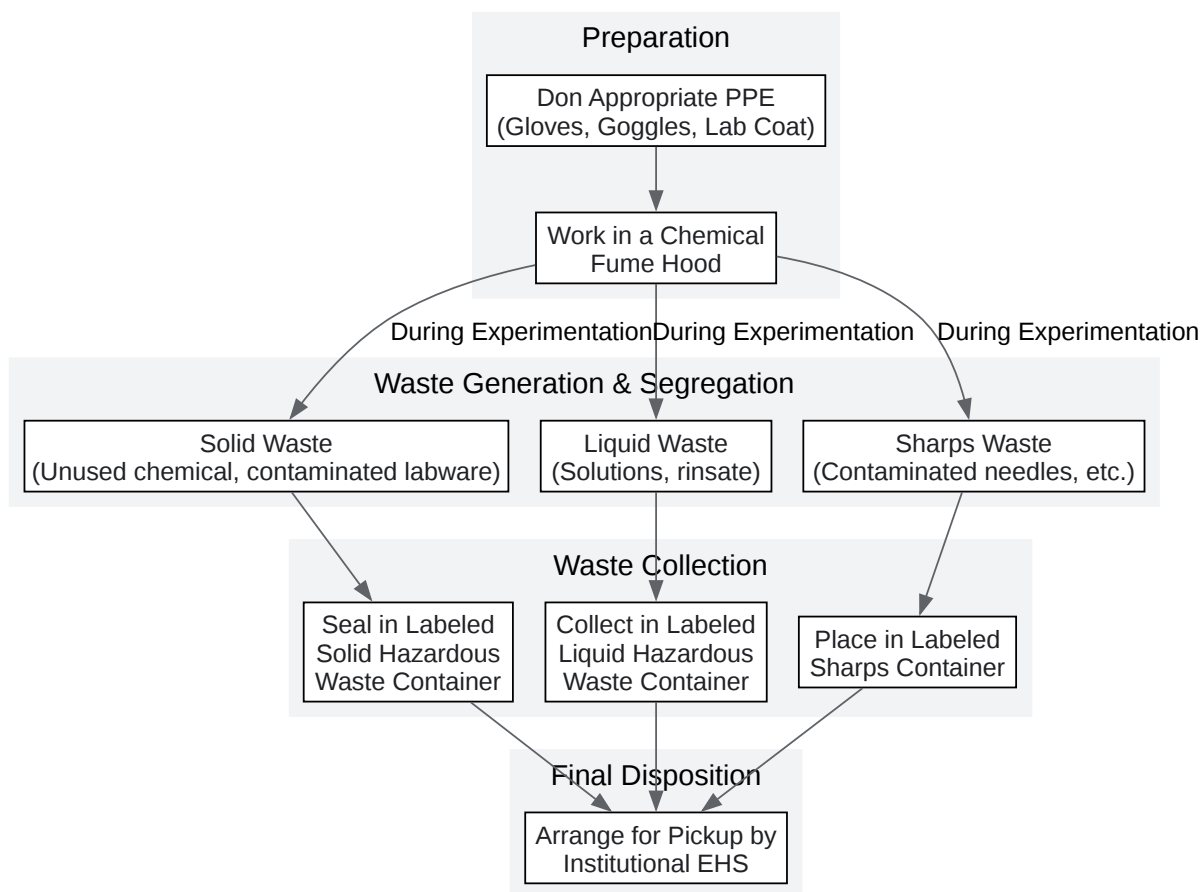 Preparation
Don Appropriate PPE
(Gloves, Goggles, Lab Coat)
Work in a Chemical
Fume Hood
During Experimentation
During Experimentation
During Experimentation
Waste Generation & Segregation
Solid Waste
(Unused chemical, contaminated labware)
Liquid Waste
(Solutions, rinsate)
Sharps Waste
(Contaminated needles, etc.)
Waste Collection
Seal in Labeled
Solid Hazardous
Waste Container
Collect in Labeled
Liquid Hazardous
Waste Container
Place in Labeled
Sharps Container
Final Disposition
Arrange for Pickup by
Institutional EHS